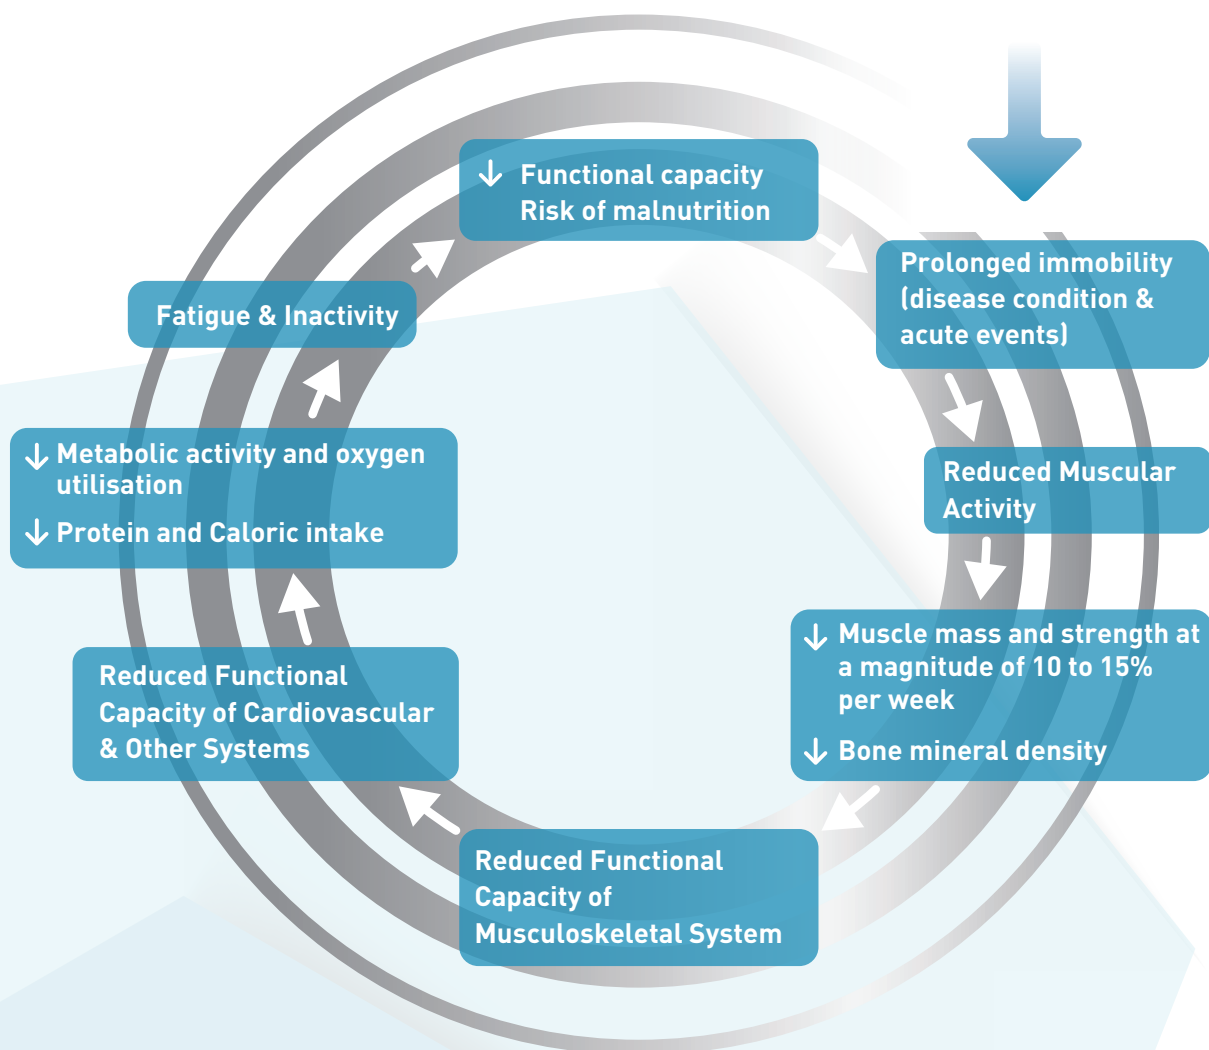 ↓ Functional capacity
Risk of malnutrition
Prolonged immobility
(disease condition &
acute events)
Reduced Muscular
Activity
↓ Muscle mass and strength at
a magnitude of 10 to 15%
per week
↓ Bone mineral density
Reduced Functional
Capacity of
Musculoskeletal System
Reduced Functional
Capacity of Cardiovascular
& Other Systems
↓ Metabolic activity and oxygen
utilisation
↓ Protein and Caloric intake
Fatigue & Inactivity